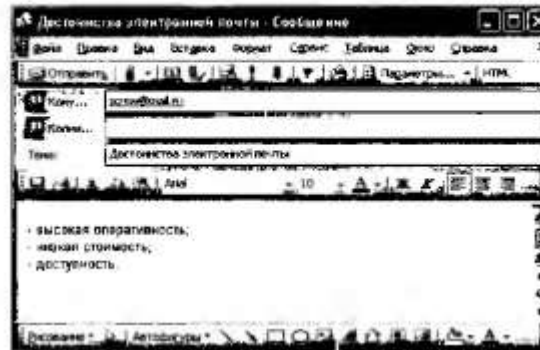 Достоинства электронной почты - Сообщение
Файл Правка Вид Вставка Формат Сервис Таблица Окно Справка
Отправить Параметры... HTML
Кому...
Копия...
Тема: Достоинства электронной почты
Arial 10
- высокая оперативность;
- низкая стоимость;
- доступность.
Рисование Автофигуры